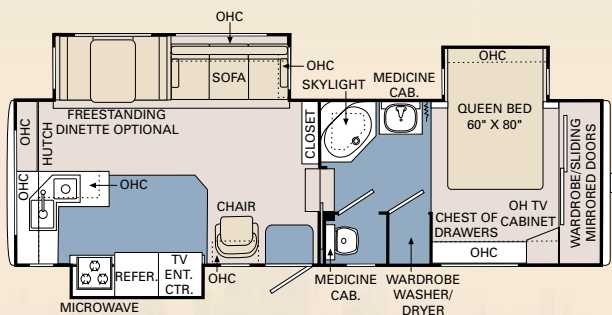 OHC
OHC
SOFA
SKYLIGHT
MEDICINE
CAB.
OHC
QUEEN BED
60" X 80"
FREESTANDING
DINETTE OPTIONAL
OHC
HUTCH
CLOSET
WARDROBE/SLIDING
MIRRORED DOORS
OHC
OHC
CHAIR
CHEST OF
DRAWERS
OH TV
CABINET
OHC
REFER.
TV
ENT.
CTR.
OHC
MICROWAVE
MEDICINE
CAB.
WARDROBE
WASHER/
DRYER